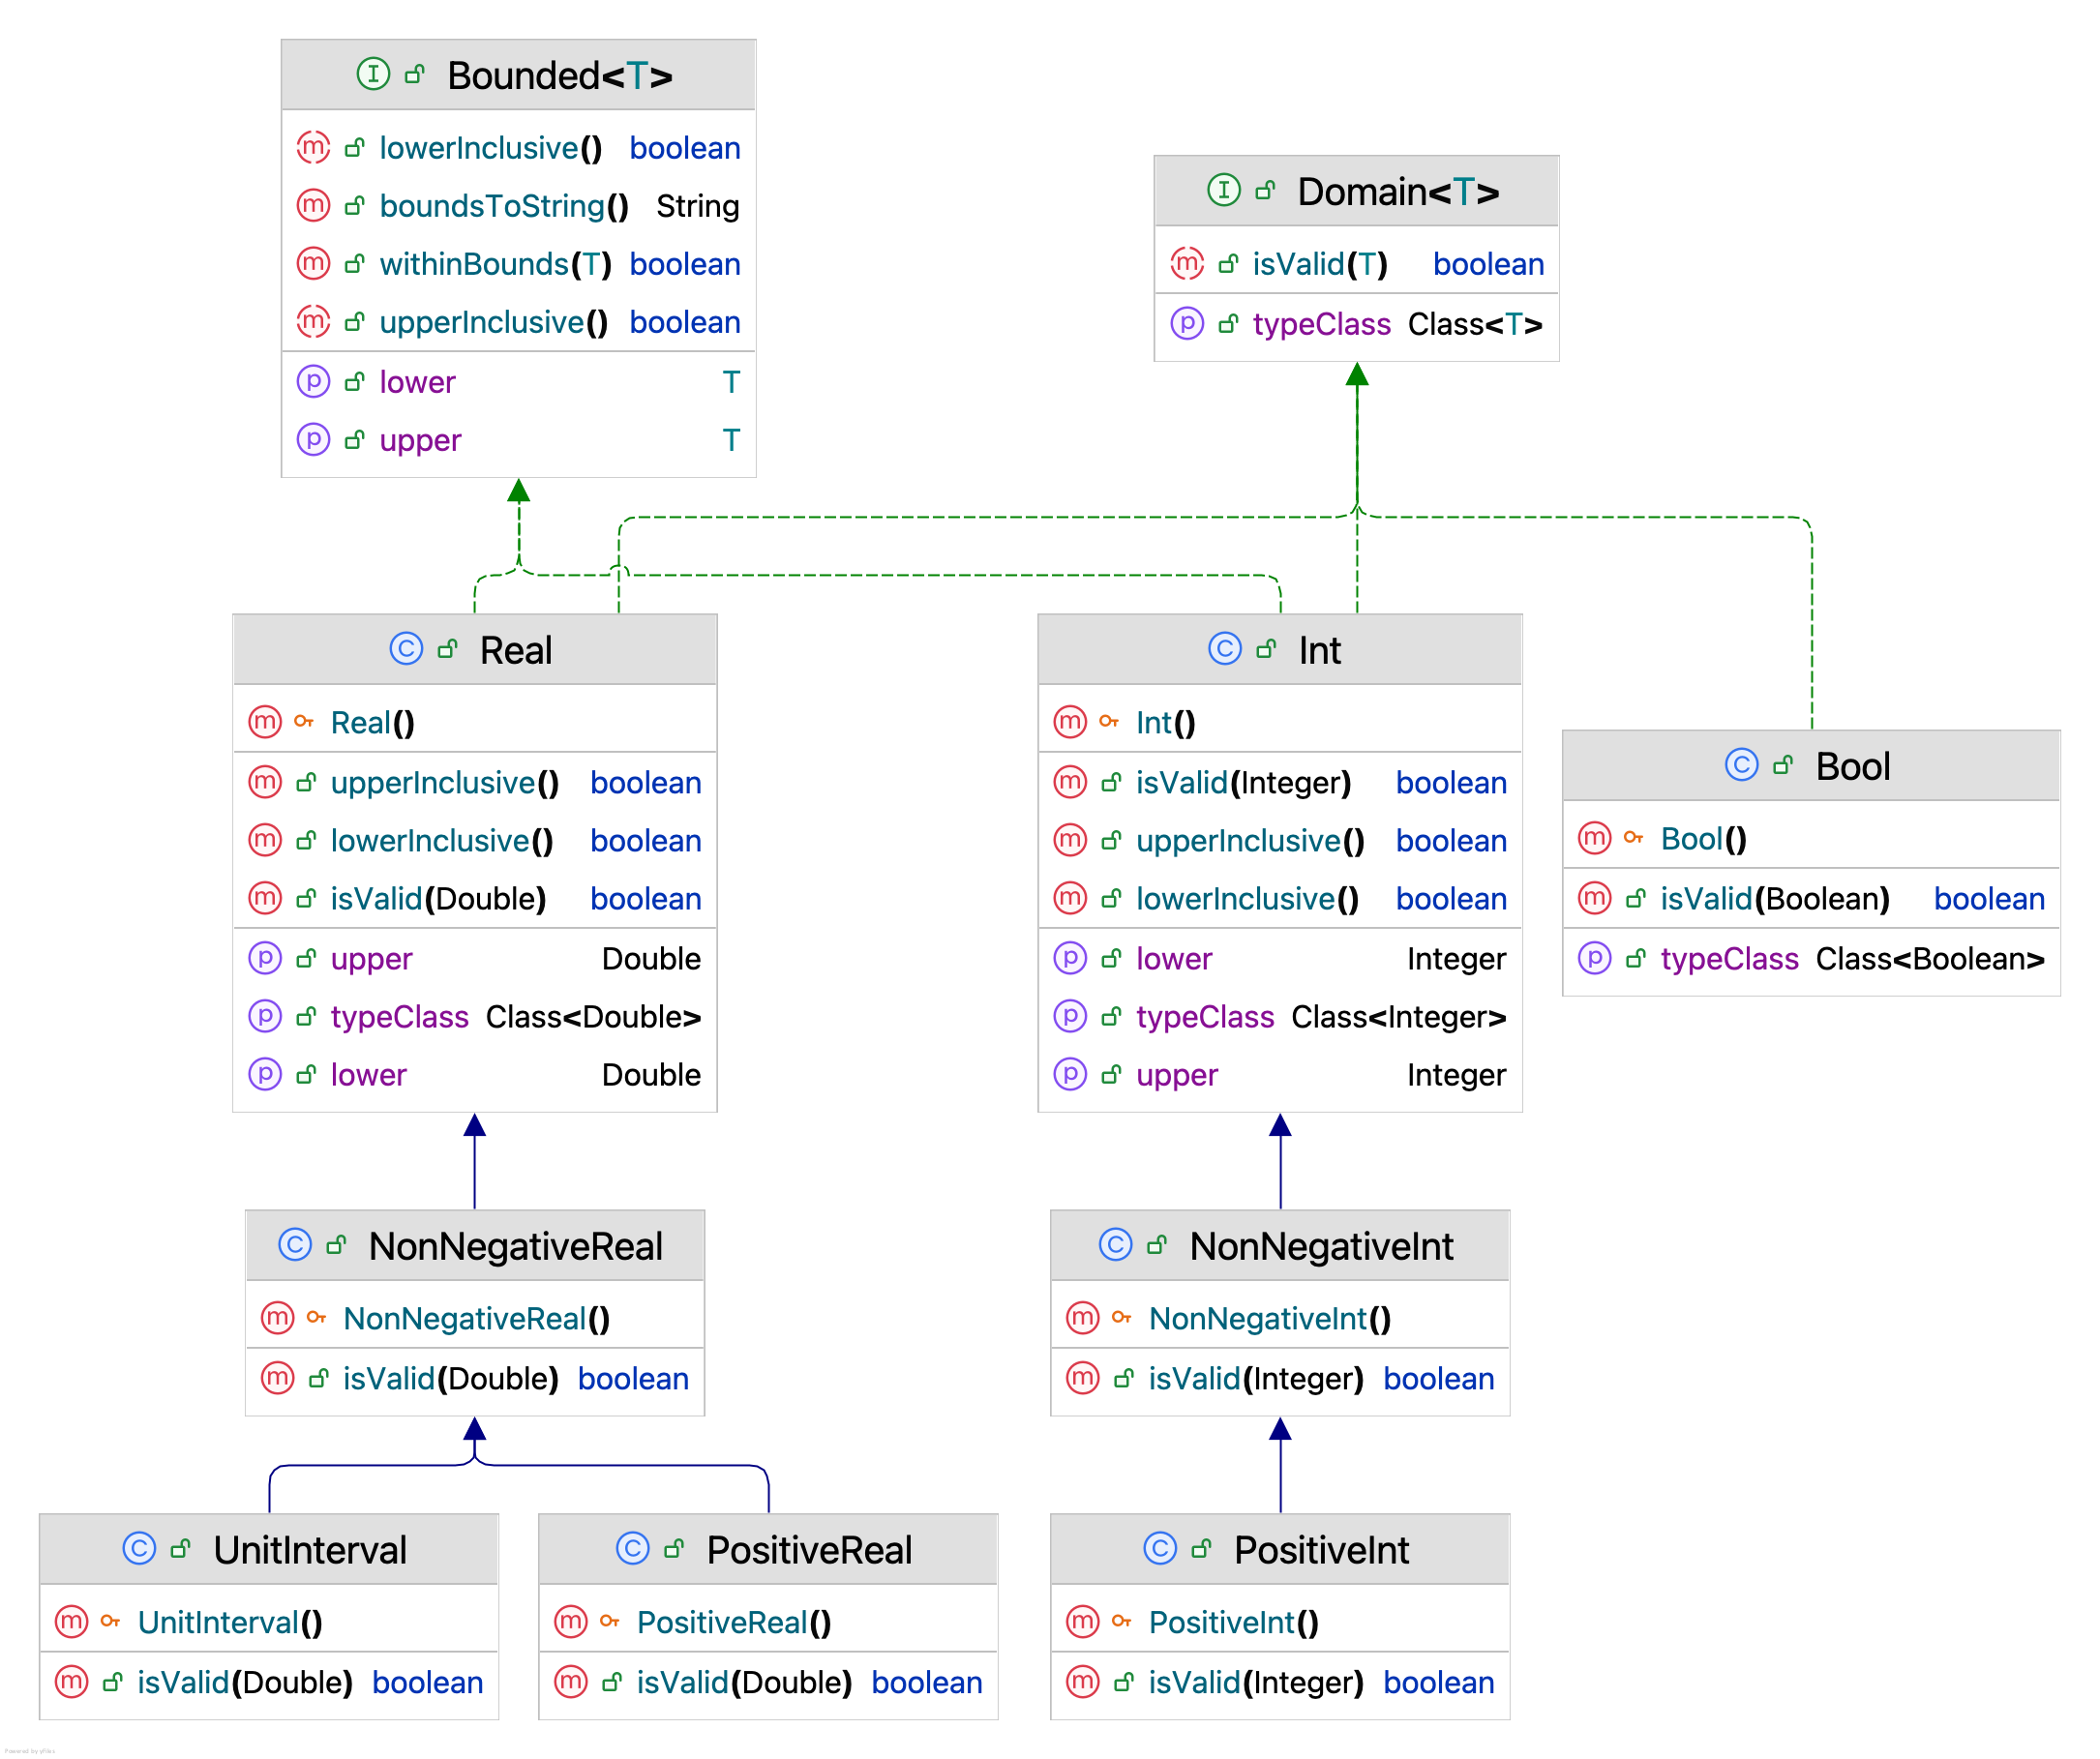 Bounded<T>
lowerInclusive() boolean
boundsToString() String
withinBounds(T) boolean
upperInclusive() boolean
lower T
upper T
Domain<T>
isValid(T) boolean
typeClass Class<T>
Real
Real()
upperInclusive() boolean
lowerInclusive() boolean
isValid(Double) boolean
upper Double
typeClass Class<Double>
lower Double
Int
Int()
isValid(Integer) boolean
upperInclusive() boolean
lowerInclusive() boolean
lower Integer
typeClass Class<Integer>
upper Integer
Bool
Bool()
isValid(Boolean) boolean
typeClass Class<Boolean>
NonNegativeReal
NonNegativeReal()
isValid(Double) boolean
NonNegativeInt
NonNegativeInt()
isValid(Integer) boolean
UnitInterval
UnitInterval()
isValid(Double) boolean
PositiveReal
PositiveReal()
isValid(Double) boolean
PositiveInt
PositiveInt()
isValid(Integer) boolean
Powered by yFiles